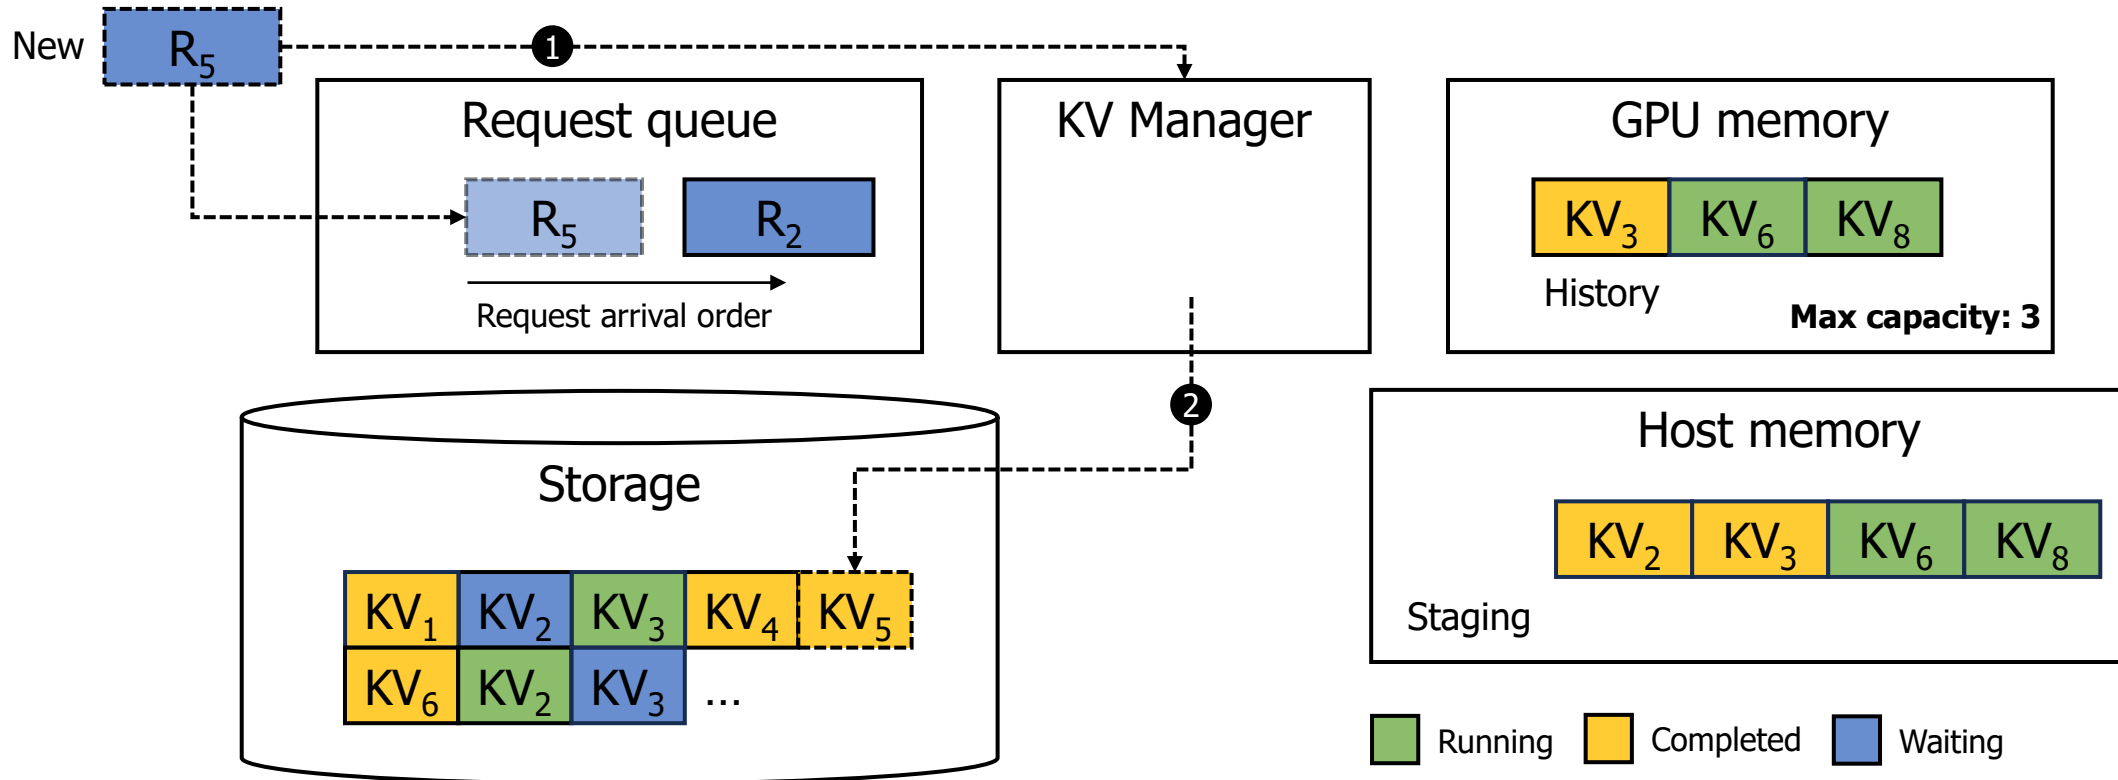 New
R5
1
Request queue
R5
R2
Request arrival order
KV Manager
GPU memory
KV3
KV6
KV8
History
Max capacity: 3
2
Storage
KV1
KV2
KV3
KV4
KV5
KV6
KV2
KV3
...
Host memory
KV2
KV3
KV6
KV8
Staging
Running
Completed
Waiting